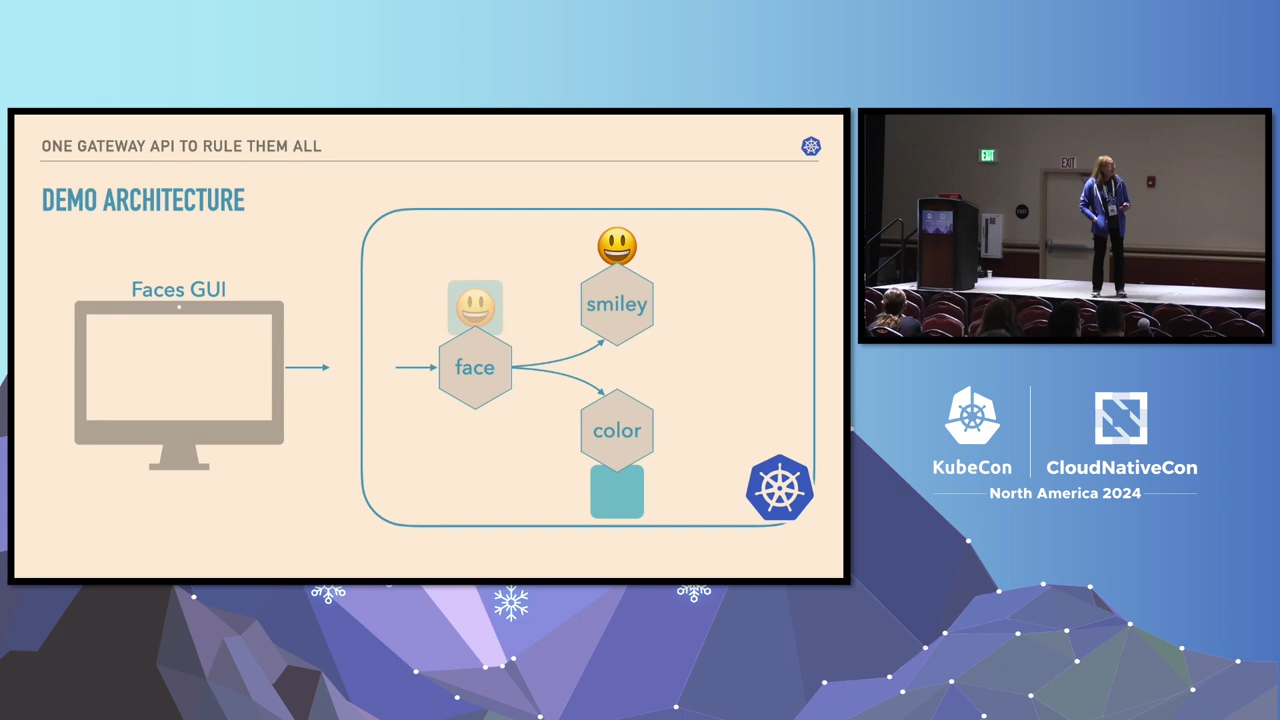 ONE GATEWAY API TO RULE THEM ALL
DEMO ARCHITECTURE
Faces GUI
face
smiley
color
EXIT
EXIT
KubeCon
CloudNativeCon
North America 2024